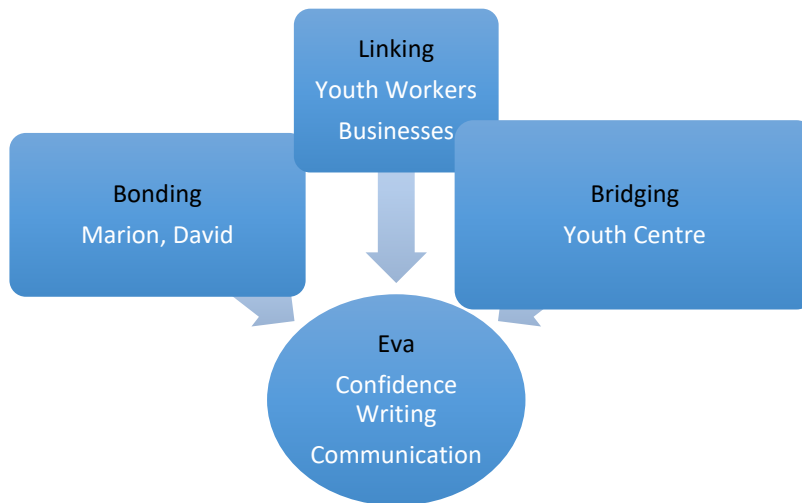 Linking
Youth Workers
Businesses
Bonding
Marion, David
Bridging
Youth Centre
Eva
Confidence
Writing
Communication